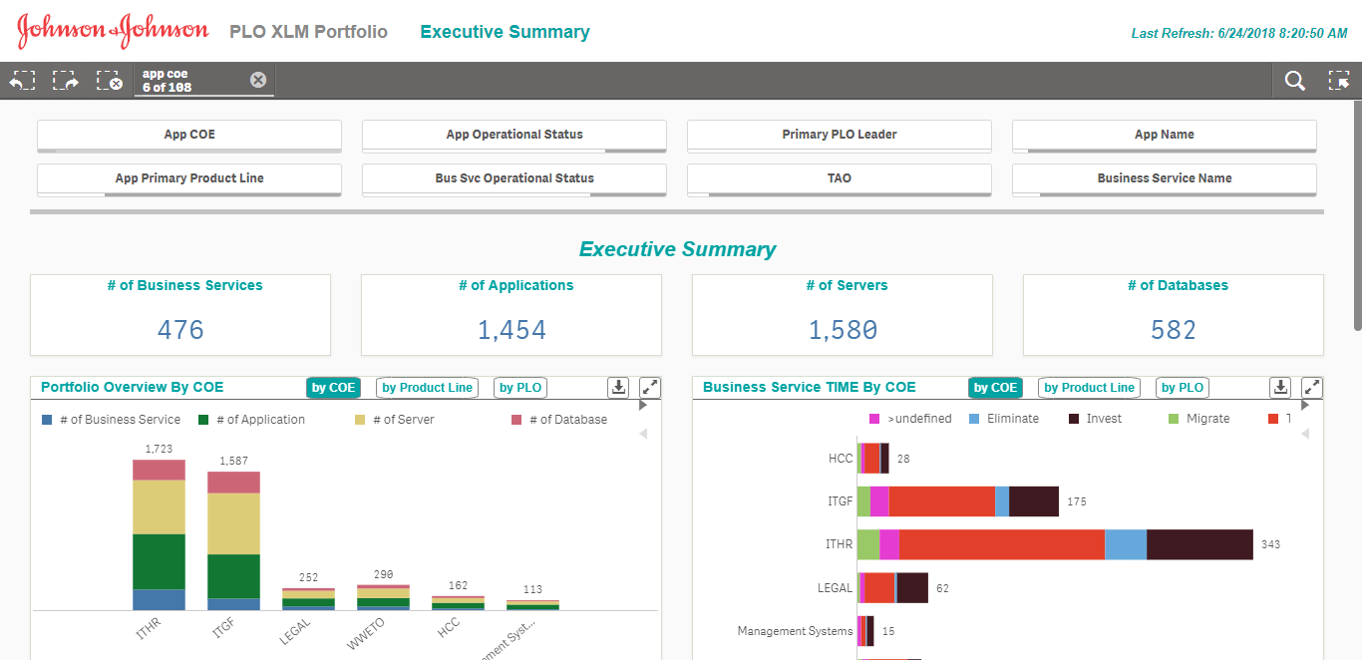 Johnson & Johnson PLO XLM Portfolio Executive Summary Last Refresh: 6/24/2018 8:20:50 AM
app coe
6 of 108
App COE App Operational Status Primary PLO Leader App Name
App Primary Product Line Bus Svc Operational Status TAO Business Service Name
Executive Summary
# of Business Services # of Applications # of Servers # of Databases
476 1,454 1,580 582
Portfolio Overview By COE by COE by Product Line by PLO
# of Business Service # of Application # of Server # of Database
1,723
1,587
252
290
162
113
ITHR
ITGF
LEGAL
WWETO
HCC
ement Syst...
Business Service TIME By COE by COE by Product Line by PLO
>undefined Eliminate Invest Migrate
HCC 28
ITGF 175
ITHR 343
LEGAL 62
Management Systems 15